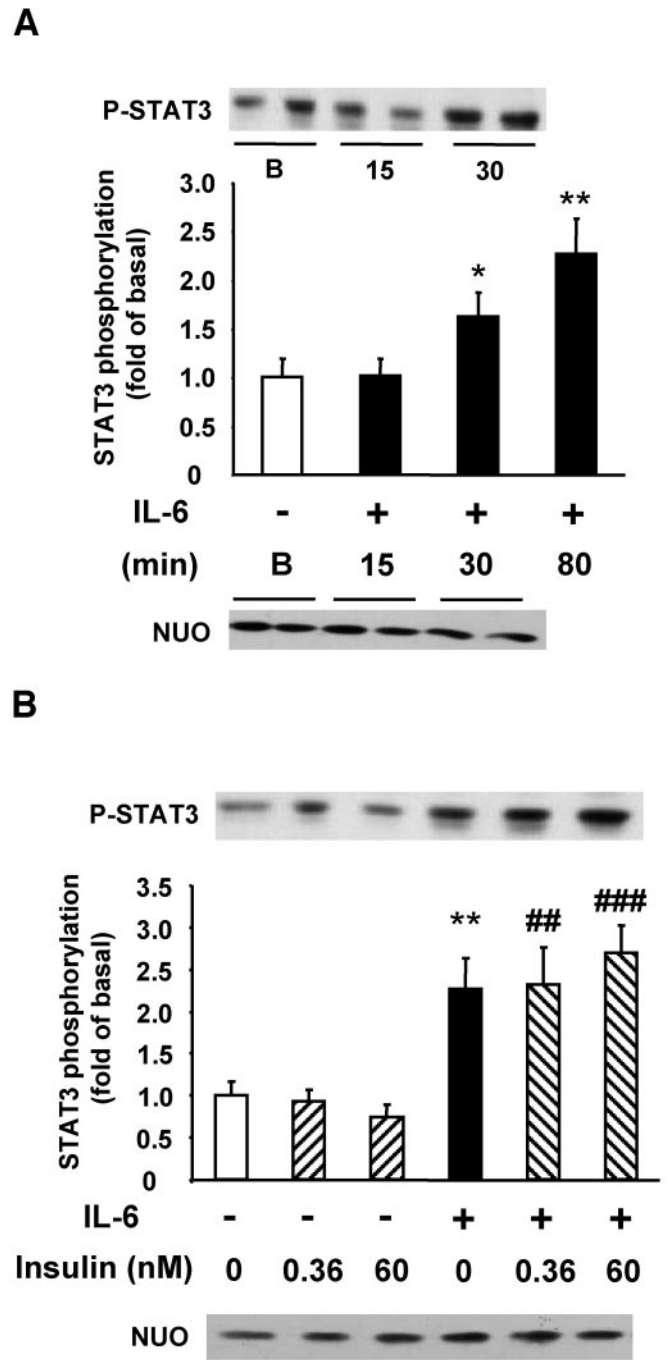 A
P-STAT3
B 15 30
STAT3 phosphorylation
(fold of basal)
3.0
2.5
2.0
1.5
1.0
0.5
0
*
**
IL-6 - + + +
(min) B 15 30 80
NUO
B
P-STAT3
STAT3 phosphorylation
(fold of basal)
3.5
3.0
2.5
2.0
1.5
1.0
0.5
0
** ## ###
IL-6 - - - + + +
Insulin (nM) 0 0.36 60 0 0.36 60
NUO